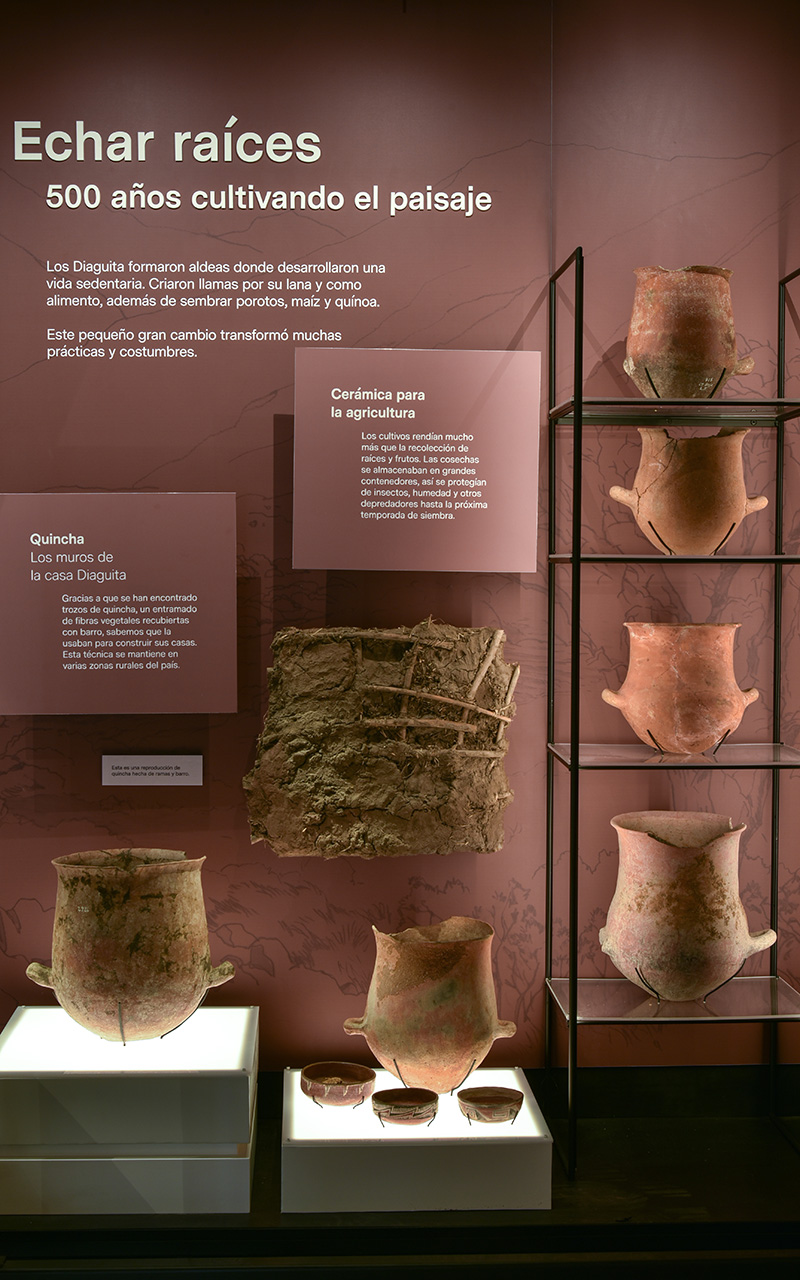 Echar raíces
500 años cultivando el paisaje
Los Diaguita formaron aldeas donde desarrollaron una
vida sedentaria. Criaron llamas por su lana y como
alimento, además de sembrar porotos, maíz y quínoa.
Este pequeño gran cambio transformó muchas
prácticas y costumbres.
Cerámica para
la agricultura
Los cultivos rendían mucho
más que la recolección de
raíces y frutos. Las cosechas
se almacenaban en grandes
contenedores, así se protegían
de insectos, humedad y otros
depredadores hasta la próxima
temporada de siembra.
Quincha
Los muros de
la casa Diaguita
Gracias a que se han encontrado
trozos de quincha, un entramado
de fibras vegetales recubiertas
con barro, sabemos que la
usaban para construir sus casas.
Esta técnica se mantiene en
varias zonas rurales del país.
Esta es una reproducción de
quincha hecha de ramas y barro.